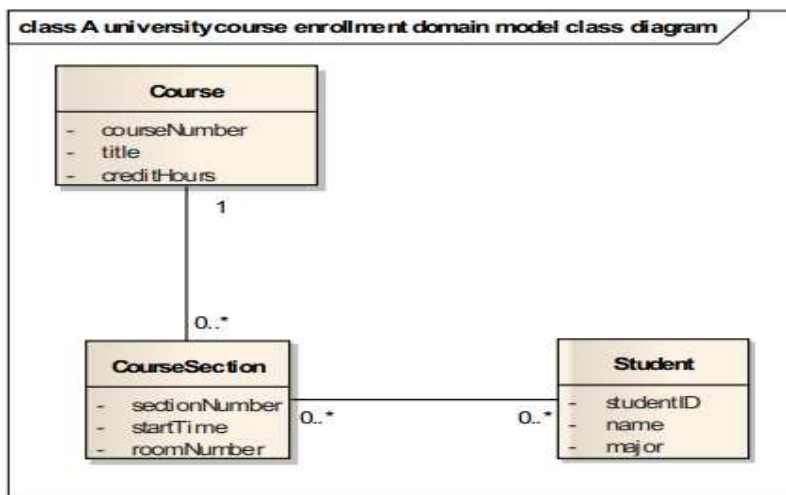 class A university course enrollment domain model class diagram
Course
- courseNumber
- title
- creditHours
1
0..*
CourseSection
- sectionNumber
- startTime
- roomNumber
0..*
0..*
Student
- studentID
- name
- major